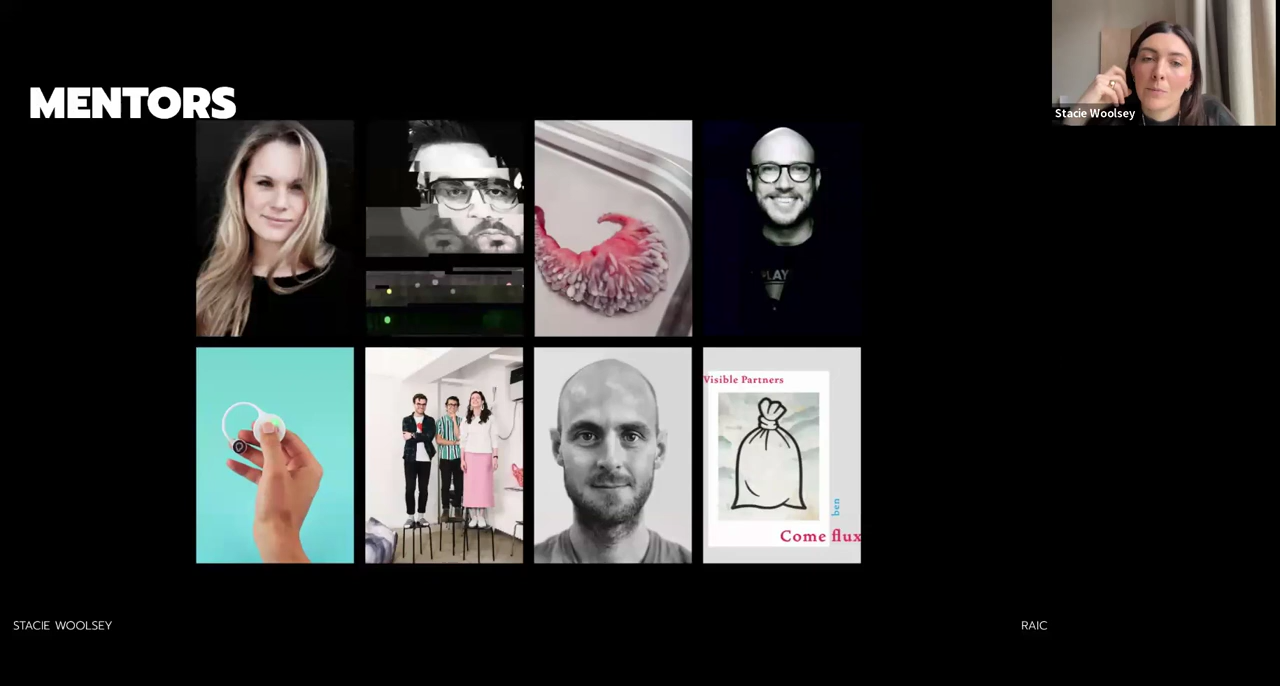 MENTORS
Stacie Woolsey
PLAY
Visible Partners
ben
Come flux
STACIE WOOLSEY
RAIC